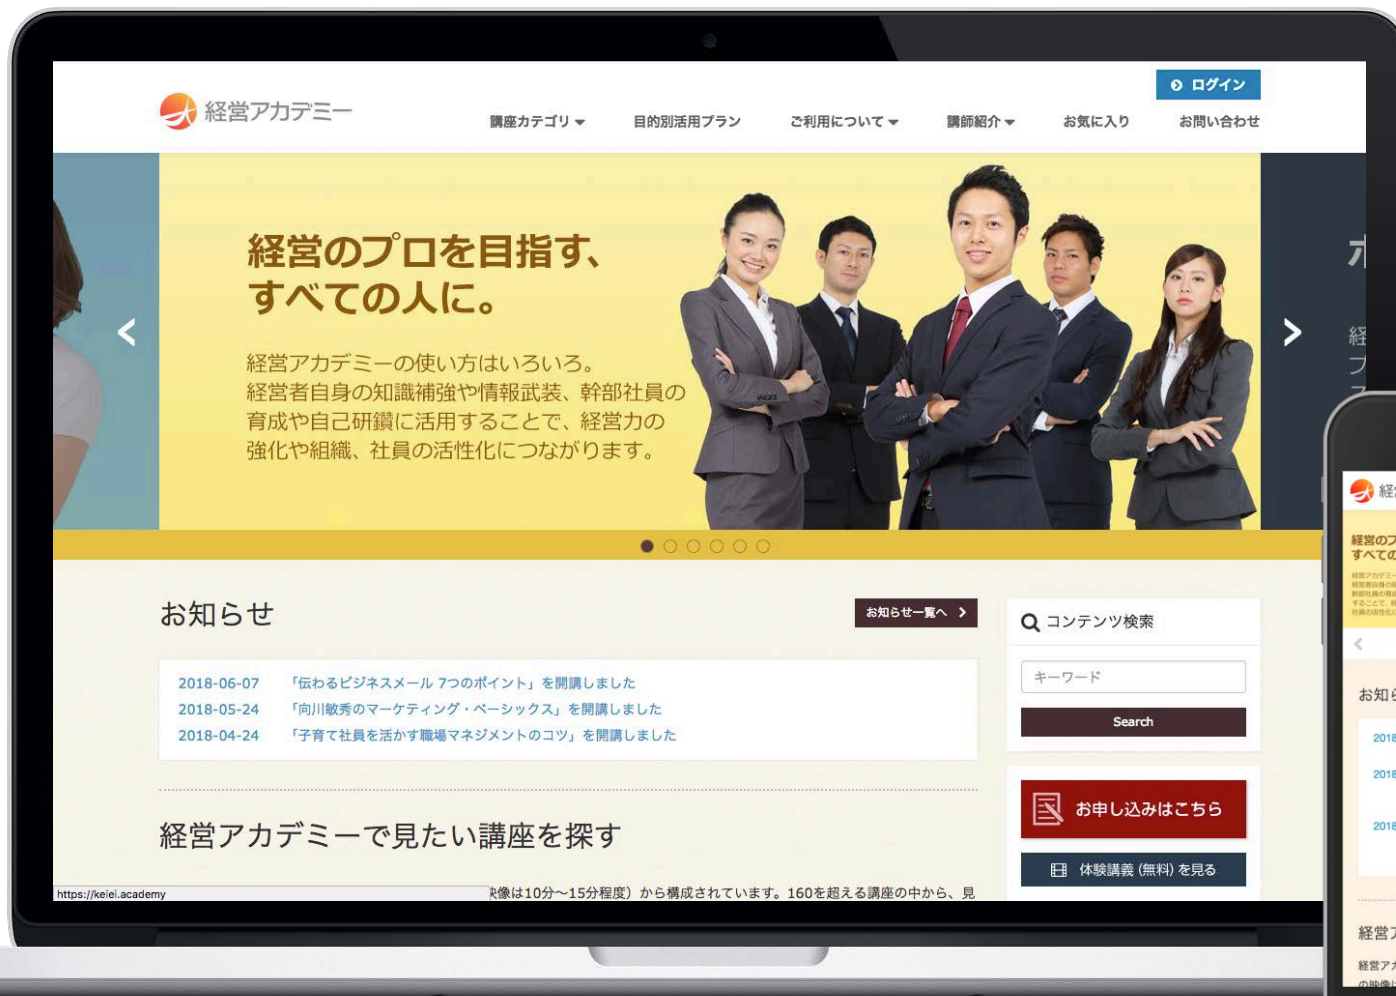 ログイン
経営アカデミー
講座カテゴリ
目的別活用プラン
ご利用について
講師紹介
お気に入り
お問い合わせ
経営のプロを目指す、
すべての人に。
経営アカデミーの使い方はいろいろ。
経営者自身の知識補強や情報武装、幹部社員の
育成や自己研鑽に活用することで、経営力の
強化や組織、社員の活性化につながります。
お知らせ
お知らせ一覧へ
2018-06-07 「伝わるビジネスメール 7つのポイント」を開講しました
2018-05-24 「向川敏秀のマーケティング・ベーシックス」を開講しました
2018-04-24 「子育て社員を活かす職場マネジメントのコツ」を開講しました
コンテンツ検索
キーワード
Search
お申し込みはこちら
体験講義 (無料) を見る
経営アカデミーで見たい講座を探す
https://keiei.academy
映像は10分〜15分程度）から構成されています。160を超える講座の中から、見
経営のプ
すべての
お知ら
2018
2018
2018
経営ア
経営アカ
の映像は